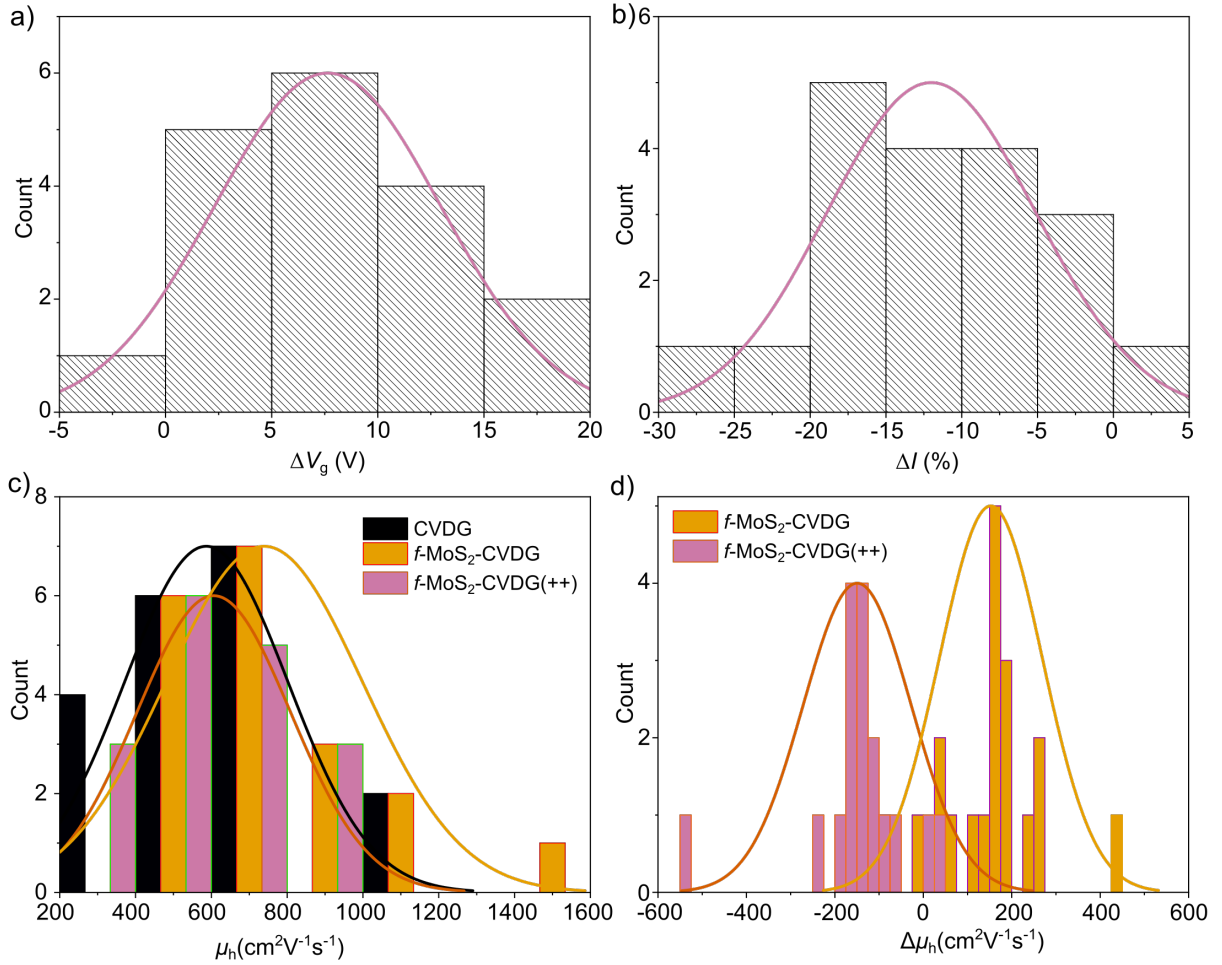 a)
6
4
2
0
Count
-5
0
5
10
15
20
ΔVg (V)
b)
6
4
2
0
Count
-30
-25
-20
-15
-10
-5
0
5
ΔI (%)
c)
8
6
4
2
0
Count
CVDG
f-MoS₂-CVDG
f-MoS₂-CVDG(++)
200
400
600
800
1000
1200
1400
1600
μh(cm²V⁻¹s⁻¹)
d)
4
2
0
Count
f-MoS₂-CVDG
f-MoS₂-CVDG(++)
-600
-400
-200
0
200
400
600
Δμh(cm²V⁻¹s⁻¹)